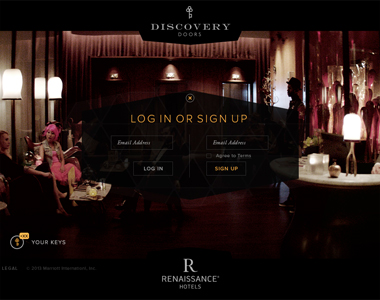 DISCOVERY
DOORS
LOG IN OR SIGN UP
Email Address
Email Address
Agree to Terms
LOG IN
SIGN UP
YOUR KEYS
LEGAL © 2013 Marriott International, Inc.
R
RENAISSANCE®
HOTELS